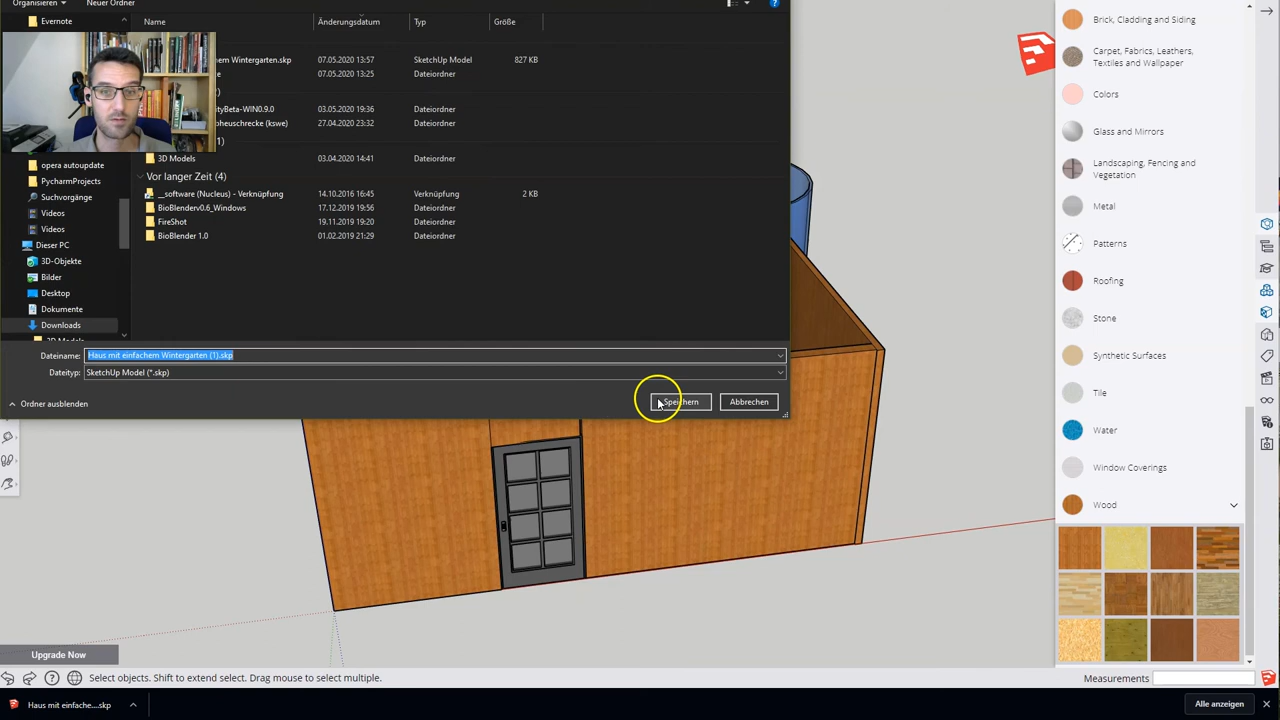 Organisieren
Neuer Ordner
Evernote
Name
Änderungsdatum
Typ
Größe
em Wintergarten.skp
07.05.2020 13:57
SketchUp Model
827 KB
07.05.2020 13:25
Dateiordner
tyBeta-WIN0.9.0
03.05.2020 19:36
Dateiordner
pheuschrecke (kswe)
27.04.2020 23:32
Dateiordner
opera autoupdate
3D Models
03.04.2020 14:41
Dateiordner
PycharmProjects
Vor langer Zeit (4)
Suchvorgänge
__software (Nucleus) - Verknüpfung
14.10.2016 16:45
Verknüpfung
2 KB
Videos
BioBlenderv0.6_Windows
17.12.2019 19:56
Dateiordner
Videos
FireShot
19.11.2019 19:20
Dateiordner
Dieser PC
BioBlender 1.0
01.02.2019 21:29
Dateiordner
3D-Objekte
Bilder
Desktop
Dokumente
Downloads
Dateiname:
Haus mit einfachem Wintergarten (1).skp
Dateityp:
SketchUp Model (*.skp)
Ordner ausblenden
Speichern
Abbrechen
Brick, Cladding and Siding
Carpet, Fabrics, Leathers,
Textiles and Wallpaper
Colors
Glass and Mirrors
Landscaping, Fencing and
Vegetation
Metal
Patterns
Roofing
Stone
Synthetic Surfaces
Tile
Water
Window Coverings
Wood
Upgrade Now
Select objects. Shift to extend select. Drag mouse to select multiple.
Measurements
Haus mit einfache....skp
Alle anzeigen